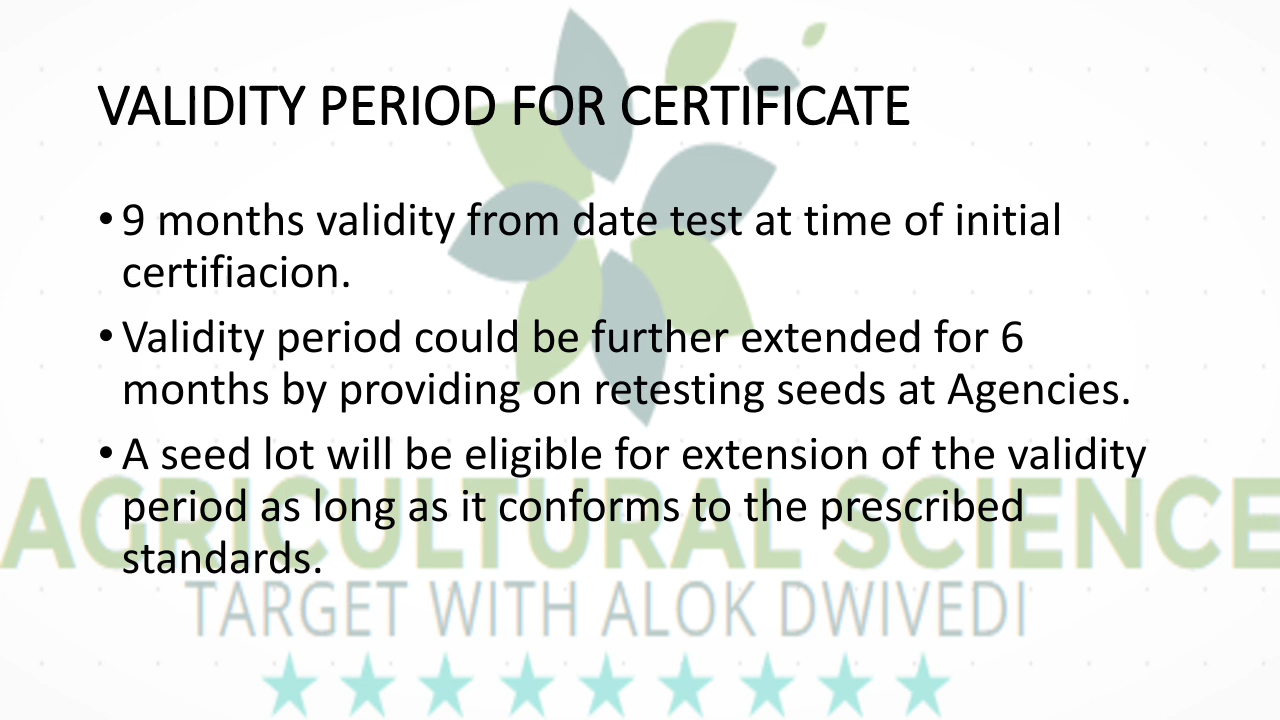 VALIDITY PERIOD FOR CERTIFICATE
• 9 months validity from date test at time of initial
certifiacion.
• Validity period could be further extended for 6
months by providing on retesting seeds at Agencies.
• A seed lot will be eligible for extension of the validity
period as long as it conforms to the prescribed
standards.
AGRICULTURAL SCIENCE
TARGET WITH ALOK DWIVEDI